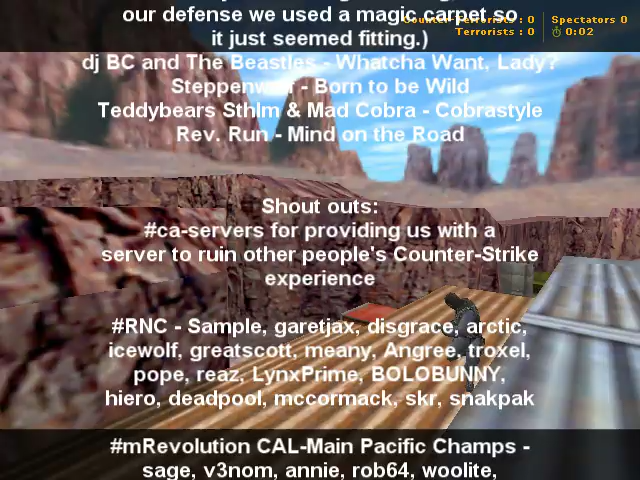 our defense we used a magic carpet so
it just seemed fitting.)
Counter-Terrorists : 0
Terrorists : 0
Spectators 0
0:02
dj BC and The Beastles - Whatcha Want, Lady?
Steppenwolf - Born to be Wild
Teddybears Sthlm & Mad Cobra - Cobrastyle
Rev. Run - Mind on the Road
Shout outs:
#ca-servers for providing us with a
server to ruin other people's Counter-Strike
experience
#RNC - Sample, garetjax, disgrace, arctic,
icewolf, greatscott, meany, Angree, troxel,
pope, reaz, LynxPrime, BOLOBUNNY,
hiero, deadpool, mccormack, skr, snakpak
#mRevolution CAL-Main Pacific Champs -
sage, v3nom, annie, rob64, woolite,